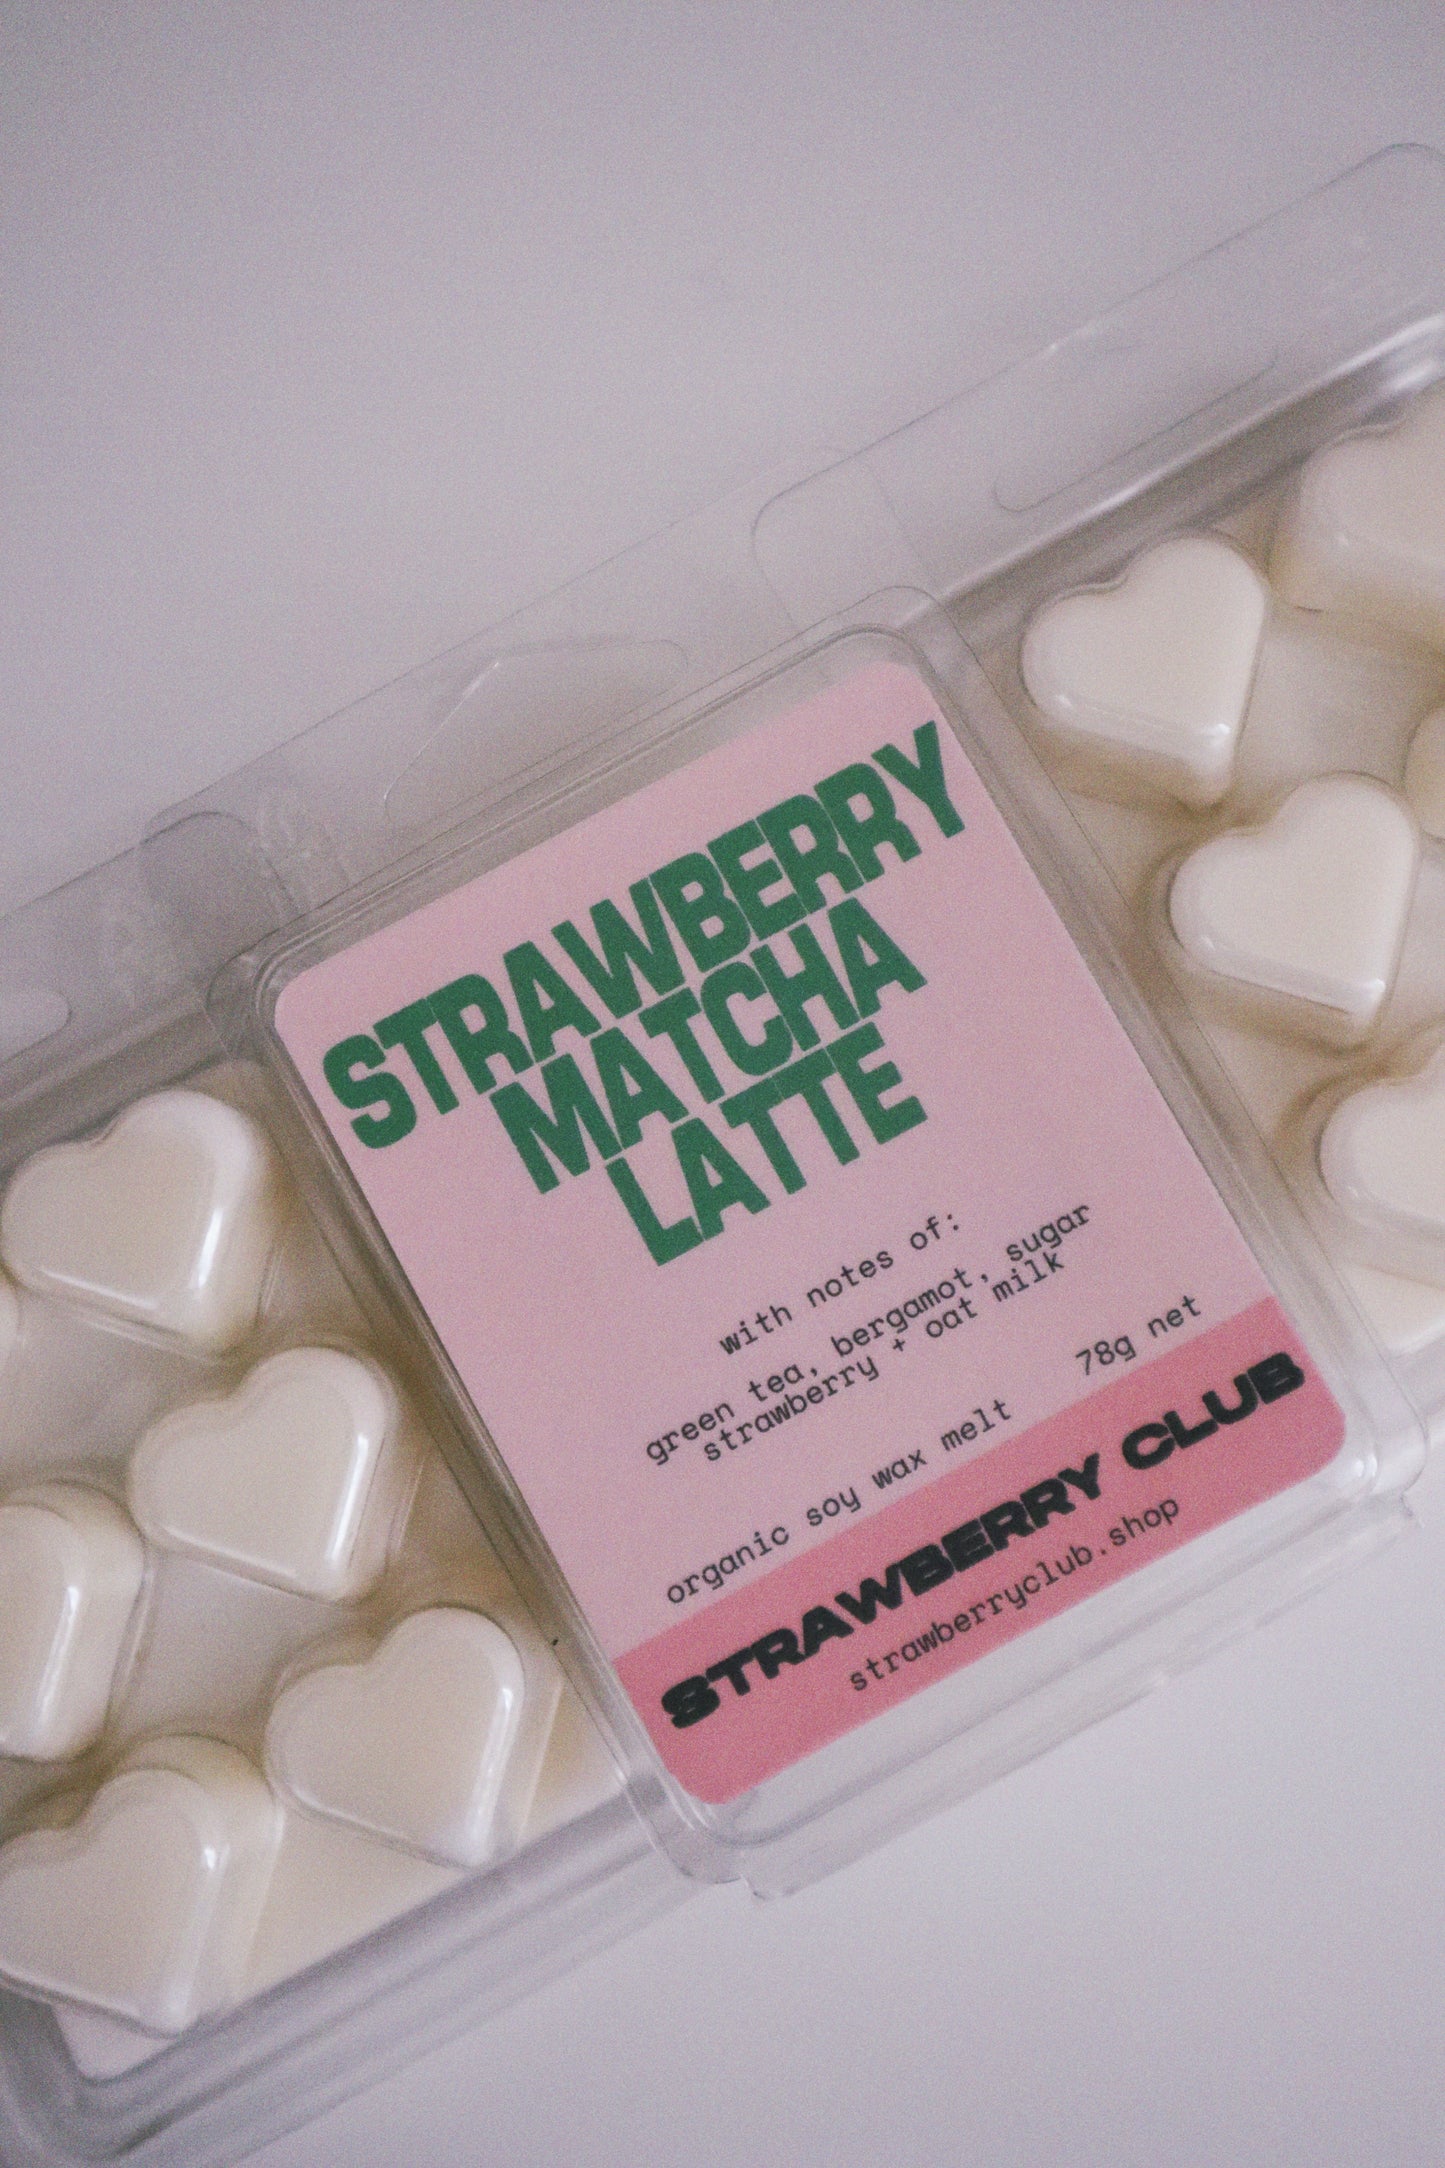 STRAWBERRY
MATCHA
LATTE
with notes of:
green tea, bergamot, sugar
strawberry + oat milk
organic soy wax melt 78g net
STRAWBERRY CLUB
strawberryclub.shop